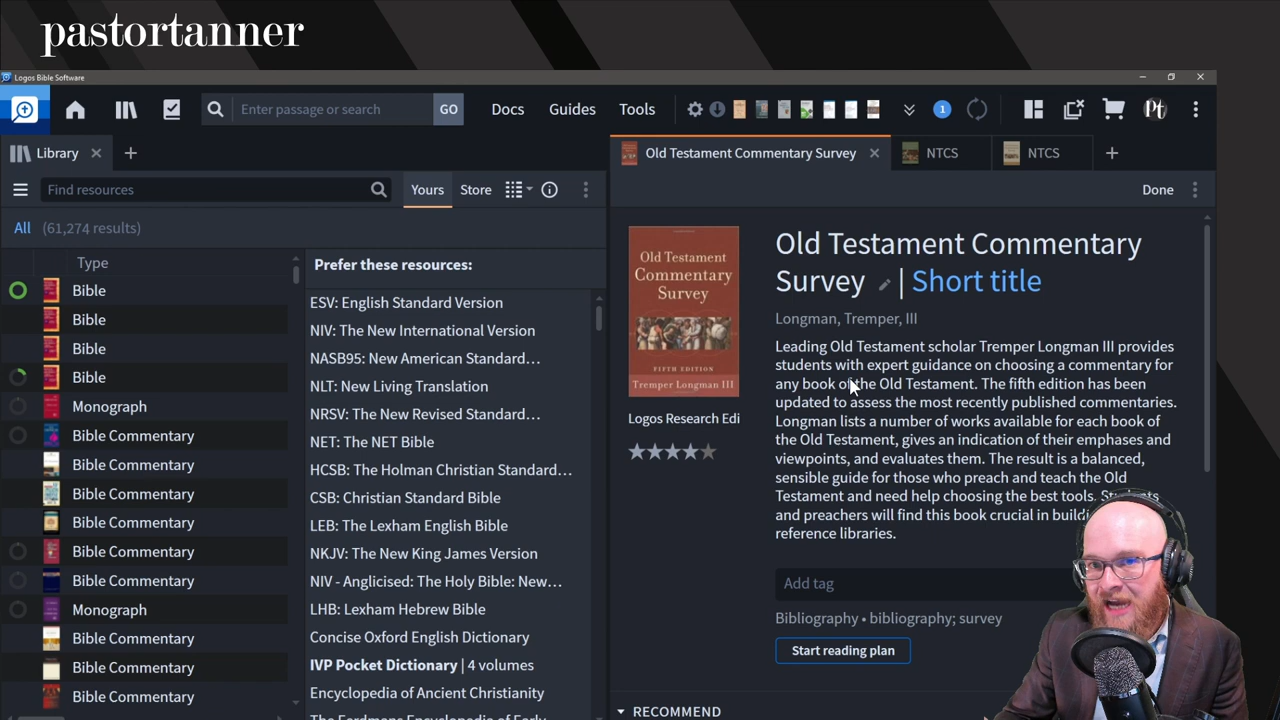 pastortanner
Logos Bible Software
Enter passage or search
GO
Docs
Guides
Tools
1
Pt
Library
Old Testament Commentary Survey
NTCS
NTCS
Find resources
Yours
Store
Done
All (61,274 results)
Type
Bible
Bible
Bible
Bible
Monograph
Bible Commentary
Bible Commentary
Bible Commentary
Bible Commentary
Bible Commentary
Bible Commentary
Monograph
Bible Commentary
Bible Commentary
Bible Commentary
Prefer these resources:
ESV: English Standard Version
NIV: The New International Version
NASB95: New American Standard…
NLT: New Living Translation
NRSV: The New Revised Standard…
NET: The NET Bible
HCSB: The Holman Christian Standard…
CSB: Christian Standard Bible
LEB: The Lexham English Bible
NKJV: The New King James Version
NIV - Anglicised: The Holy Bible: New…
LHB: Lexham Hebrew Bible
Concise Oxford English Dictionary
IVP Pocket Dictionary | 4 volumes
Encyclopedia of Ancient Christianity
Old Testament
Commentary
Survey
FIFTH EDITION
Tremper Longman III
Logos Research Edi
Old Testament Commentary
Survey | Short title
Longman, Tremper, III
Leading Old Testament scholar Tremper Longman III provides
students with expert guidance on choosing a commentary for
any book of the Old Testament. The fifth edition has been
updated to assess the most recently published commentaries.
Longman lists a number of works available for each book of
the Old Testament, gives an indication of their emphases and
viewpoints, and evaluates them. The result is a balanced,
sensible guide for those who preach and teach the Old
Testament and need help choosing the best tools. Students
and preachers will find this book crucial in buildi
reference libraries.
Add tag
Bibliography • bibliography; survey
Start reading plan
RECOMMEND